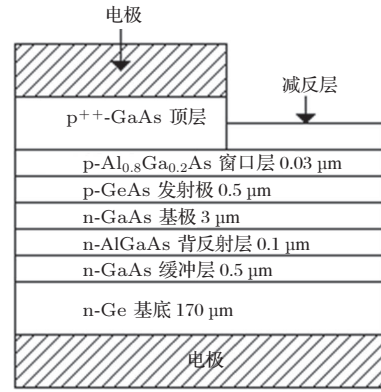 电极
减反层
p⁺⁺-GaAs 顶层
p-Al₀.₈Ga₀.₂As 窗口层 0.03 μm
p-GeAs 发射极 0.5 μm
n-GaAs 基极 3 μm
n-AlGaAs 背反射层 0.1 μm
n-GaAs 缓冲层 0.5 μm
n-Ge 基底 170 μm
电极